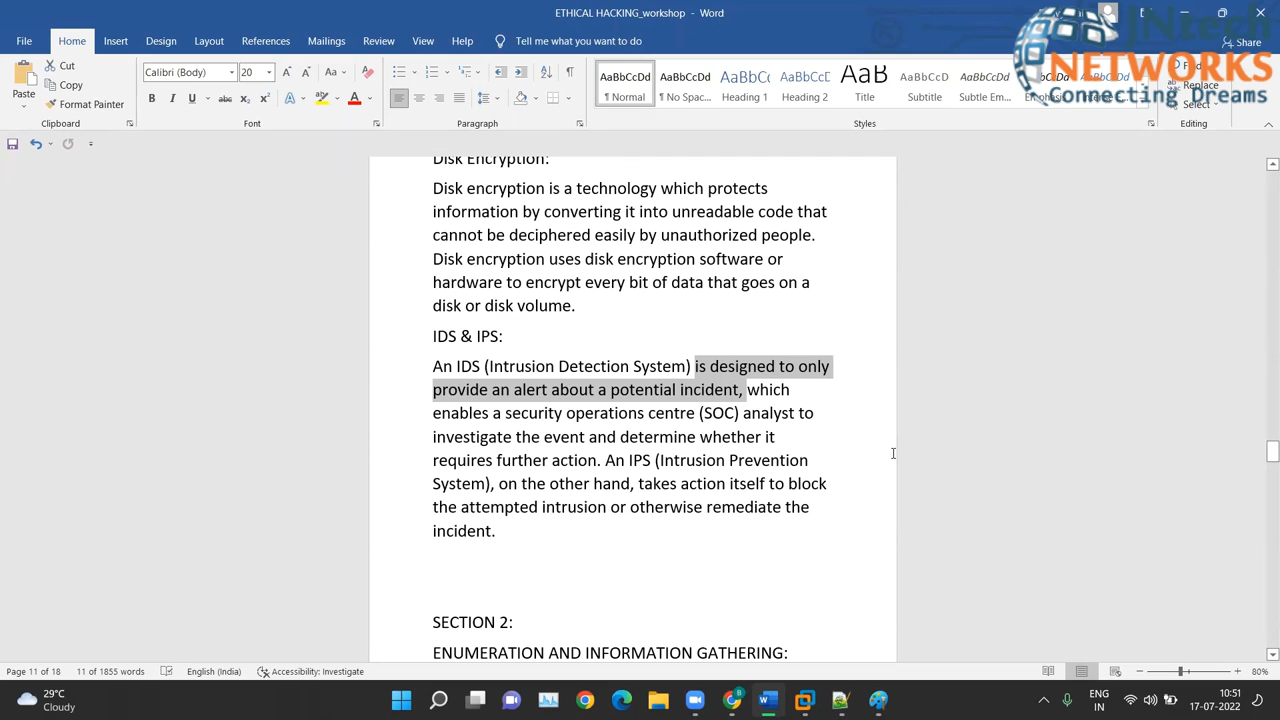 ETHICAL HACKING_workshop - Word
File Home Insert Design Layout References Mailings Review View Help Tell me what you want to do Share
JNtech
NETWORKS
Connecting Dreams
Paste
Cut
Copy
Format Painter
Calibri (Body) 20
AaBbCcDd AaBbCcDd AaBbCc AaBbCcD AaB AaBbCcD AaBbCcDd
¶ Normal ¶ No Spac... Heading 1 Heading 2 Title Subtitle Subtle Em...
Replace
Select
Clipboard Font Paragraph Styles Editing
Disk Encryption:
Disk encryption is a technology which protects
information by converting it into unreadable code that
cannot be deciphered easily by unauthorized people.
Disk encryption uses disk encryption software or
hardware to encrypt every bit of data that goes on a
disk or disk volume.
IDS & IPS:
An IDS (Intrusion Detection System) is designed to only
provide an alert about a potential incident, which
enables a security operations centre (SOC) analyst to
investigate the event and determine whether it
requires further action. An IPS (Intrusion Prevention
System), on the other hand, takes action itself to block
the attempted intrusion or otherwise remediate the
incident.
SECTION 2:
ENUMERATION AND INFORMATION GATHERING:
Page 11 of 18 11 of 1855 words English (India) Accessibility: Investigate 80%
29°C
Cloudy
ENG
IN
10:51
17-07-2022